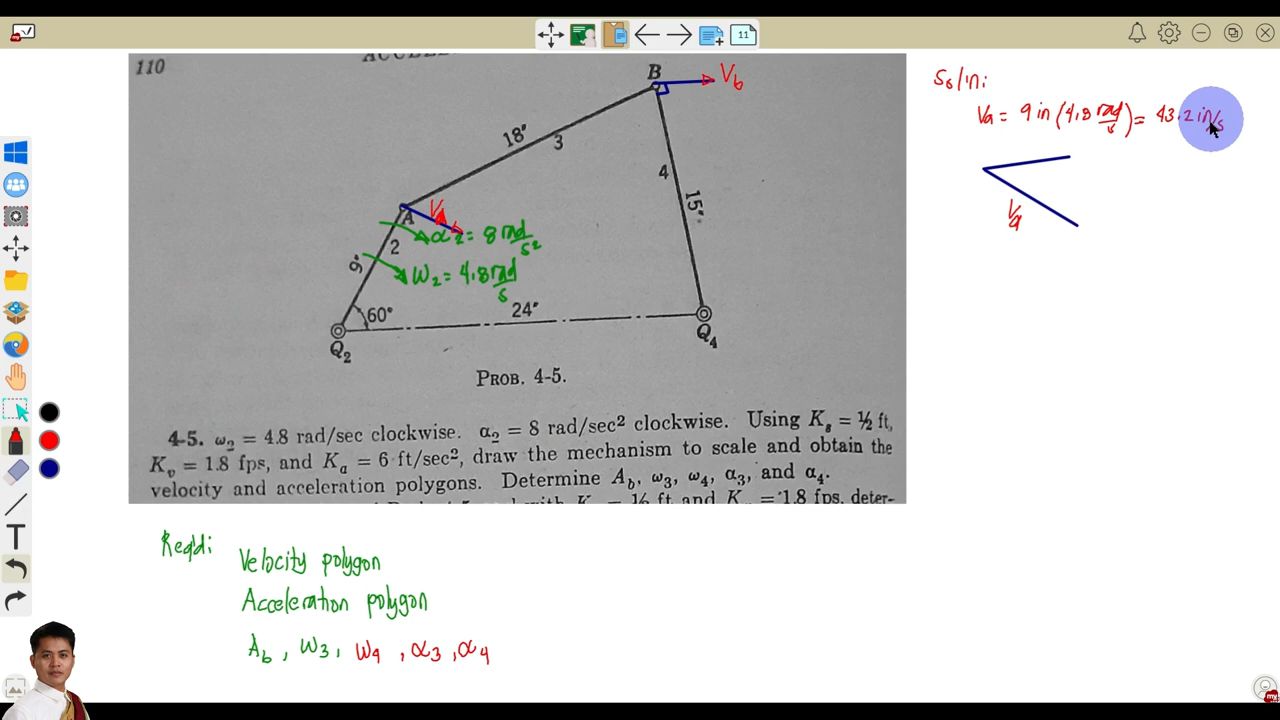 11
110
B
Vb
18"
3
4
15"
A
VA
α2 = 8 rad/s²
2
9"
ω2 = 4.8 rad/s
60°
24"
Q2
Q4
PROB. 4-5.
4-5. ω2 = 4.8 rad/sec clockwise. α2 = 8 rad/sec² clockwise. Using Ks = ½ ft,
Kv = 1.8 fps, and Ka = 6 ft/sec², draw the mechanism to scale and obtain the
velocity and acceleration polygons. Determine Ab, ω3, ω4, α3, and α4.
Req'd:
Velocity polygon
Acceleration polygon
Ab, ω3, ω4, α3, α4
Sol'n:
Va = 9 in (4.8 rad/s) = 43.2 in/s
Va
T